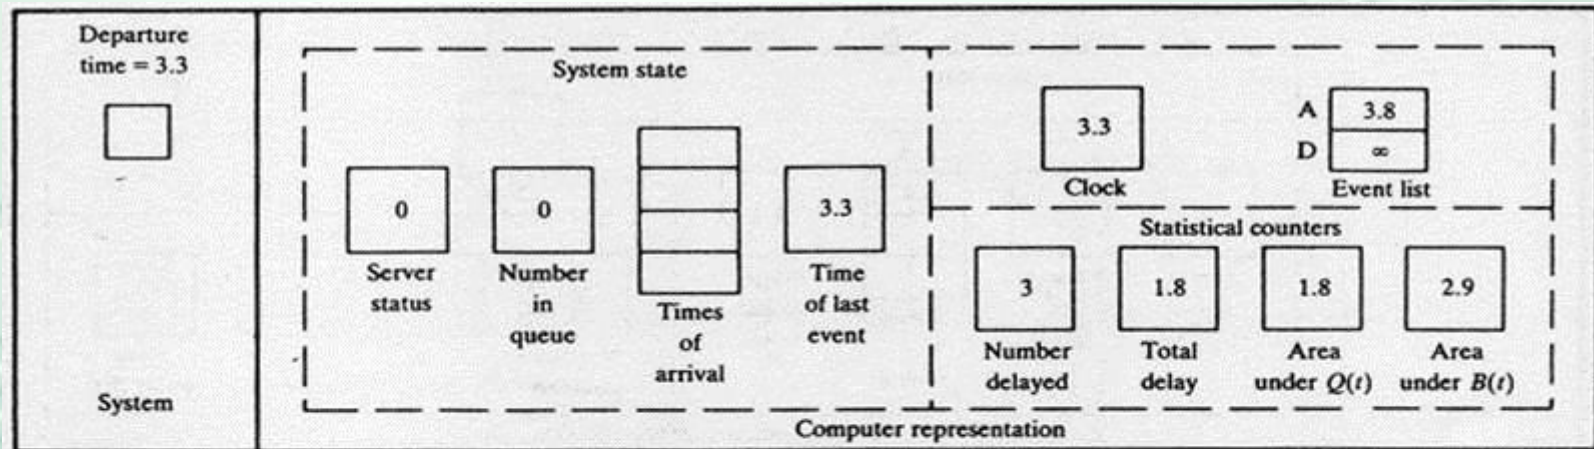 Departure
time = 3.3
System
System state
0
Server
status
0
Number
in
queue
Times
of
arrival
3.3
Time
of last
event
3.3
Clock
A 3.8
D ∞
Event list
Statistical counters
3
Number
delayed
1.8
Total
delay
1.8
Area
under Q(t)
2.9
Area
under B(t)
Computer representation